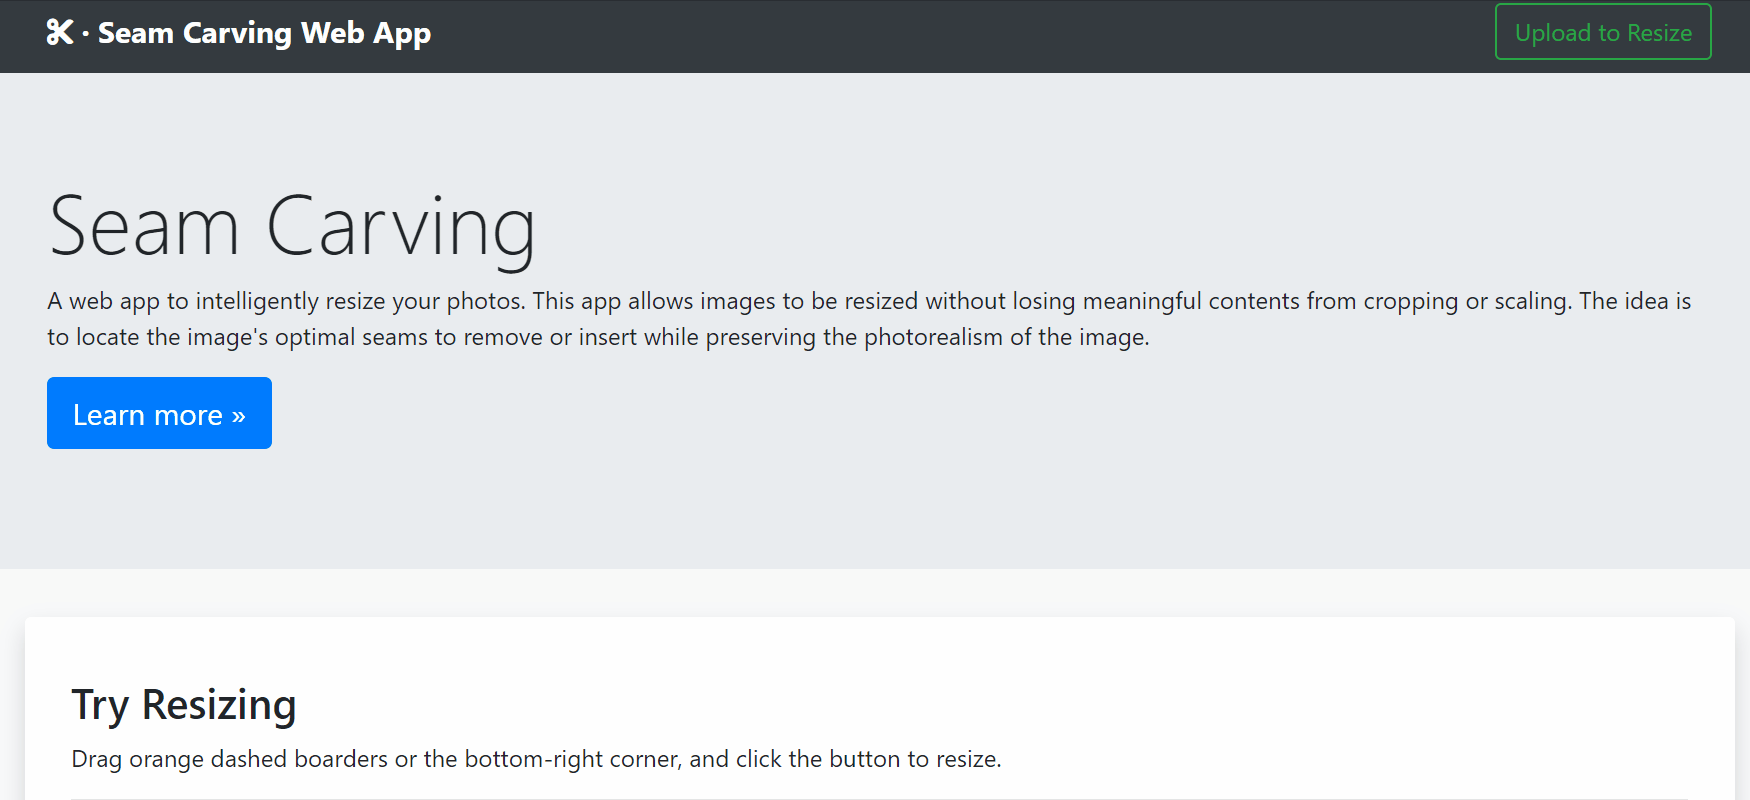 · Seam Carving Web App
Upload to Resize
Seam Carving
A web app to intelligently resize your photos. This app allows images to be resized without losing meaningful contents from cropping or scaling. The idea is
to locate the image's optimal seams to remove or insert while preserving the photorealism of the image.
Learn more »
Try Resizing
Drag orange dashed boarders or the bottom-right corner, and click the button to resize.